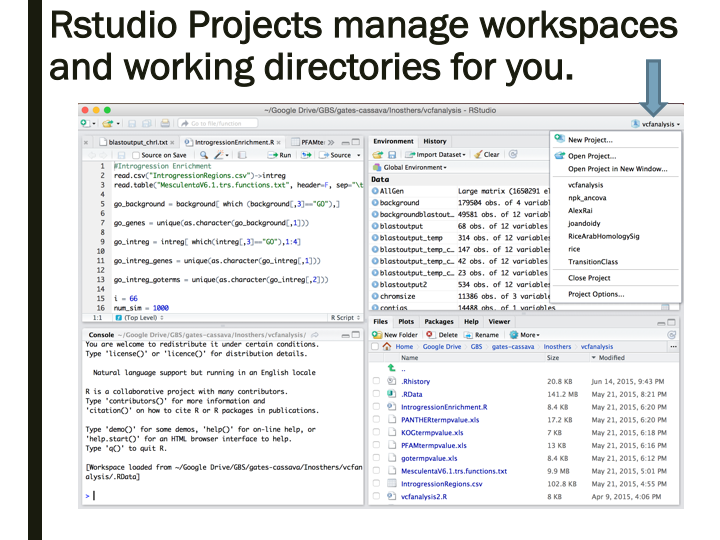 Rstudio Projects manage workspaces
and working directories for you.
~/Google Drive/GBS/gates-cassava/Inosthers/vcfanalysis - RStudio
Go to file/function
vcfanalysis
blastoutput_chr1.txt
IntrogressionEnrichment.R
PFAMte
Source on Save
Run
Source
1 #Introgression Enrichment
2 read.csv("IntrogressionRegions.csv")->intreg
3 read.table("MesculentaV6.1.trs.functions.txt", header=F, sep="\t
4
5 go_background = background[ which (background[,3]=="GO"),]
6
7 go_genes = unique(as.character(go_background[,1]))
8
9 go_intreg = intreg[ which(intreg[,3]=="GO"),1:4]
10
11 go_intreg_genes = unique(as.character(go_intreg[,1]))
12
13 go_intreg_goterms = unique(as.character(go_intreg[,2]))
14
15 i = 66
16 num_sim = 1000
1:1 (Top Level) R Script
Console ~/Google Drive/GBS/gates-cassava/Inosthers/vcfanalysis/
You are welcome to redistribute it under certain conditions.
Type 'license()' or 'licence()' for distribution details.
Natural language support but running in an English locale
R is a collaborative project with many contributors.
Type 'contributors()' for more information and
'citation()' on how to cite R or R packages in publications.
Type 'demo()' for some demos, 'help()' for on-line help, or
'help.start()' for an HTML browser interface to help.
Type 'q()' to quit R.
[Workspace loaded from ~/Google Drive/GBS/gates-cassava/Inosthers/vcfan
alysis/.RData]
>
Environment History
Import Dataset Clear
Global Environment
Data
AllGen Large matrix (1650291 el
background 179504 obs. of 4 variabl
backgroundblastout… 49581 obs. of 12 variab
blastoutput 68 obs. of 12 variables
blastoutput_temp 314 obs. of 12 variables
blastoutput_temp_c… 147 obs. of 12 variables
blastoutput_temp_c… 42 obs. of 12 variables
blastoutput_temp_c… 23 obs. of 12 variables
blastoutput2 534 obs. of 12 variables
chromsize 11386 obs. of 3 variabl
contigs 14488 obs. of 1 variables
New Project...
Open Project...
Open Project in New Window...
vcfanalysis
npk_ancova
AlexRai
joandoidy
RiceArabHomologySig
rice
TransitionClass
Close Project
Project Options...
Files Plots Packages Help Viewer
New Folder Delete Rename More
Home Google Drive GBS gates-cassava Inosthers vcfanalysis
Name Size Modified
..
.Rhistory 20.8 KB Jun 14, 2015, 9:43 PM
.RData 141.2 MB May 21, 2015, 8:21 PM
IntrogressionEnrichment.R 8.4 KB May 21, 2015, 6:20 PM
PANTHERtermpvalue.xls 17.2 KB May 21, 2015, 6:20 PM
KOGtermpvalue.xls 7 KB May 21, 2015, 6:18 PM
PFAMtermpvalue.xls 13 KB May 21, 2015, 6:16 PM
gotermpvalue.xls 8.4 KB May 21, 2015, 6:12 PM
MesculentaV6.1.trs.functions.txt 9.9 MB May 21, 2015, 5:01 PM
IntrogressionRegions.csv 102.8 KB May 21, 2015, 4:55 PM
vcfanalysis2.R 8 KB Apr 9, 2015, 4:06 PM